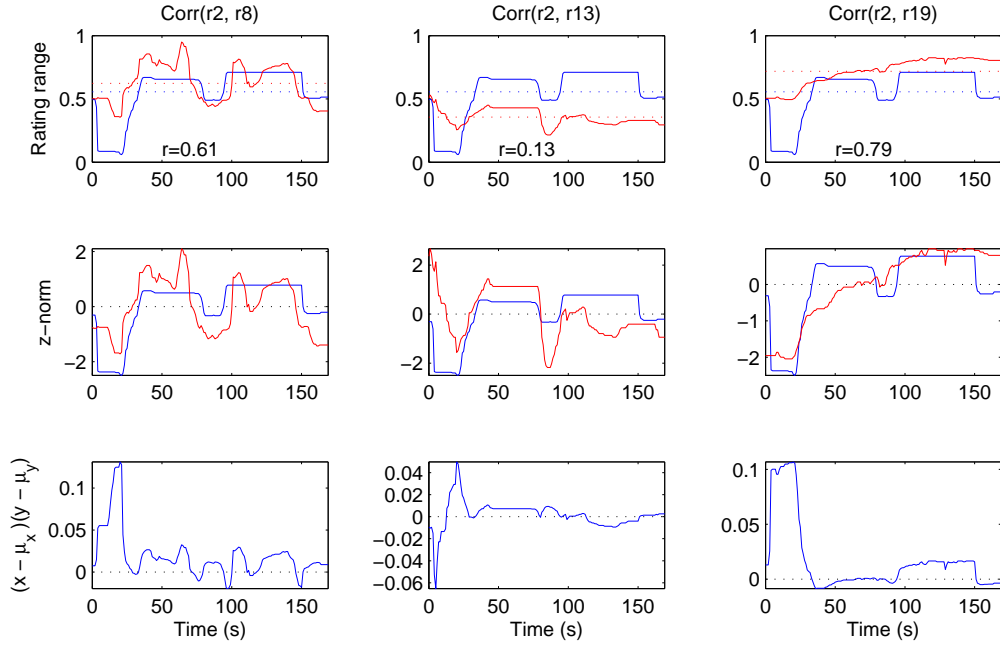 Corr(r2, r8)
Corr(r2, r13)
Corr(r2, r19)
Rating range
1
0.5
0
r=0.61
0 50 100 150
1
0.5
0
r=0.13
0 50 100 150
1
0.5
0
r=0.79
0 50 100 150
z−norm
2
0
−2
0 50 100 150
2
0
−2
0 50 100 150
0
−1
−2
0 50 100 150
(x − μx)(y − μy)
0.1
0.05
0
0 50 100 150
Time (s)
0.04
0.02
0
−0.02
−0.04
−0.06
0 50 100 150
Time (s)
0.1
0.05
0
0 50 100 150
Time (s)